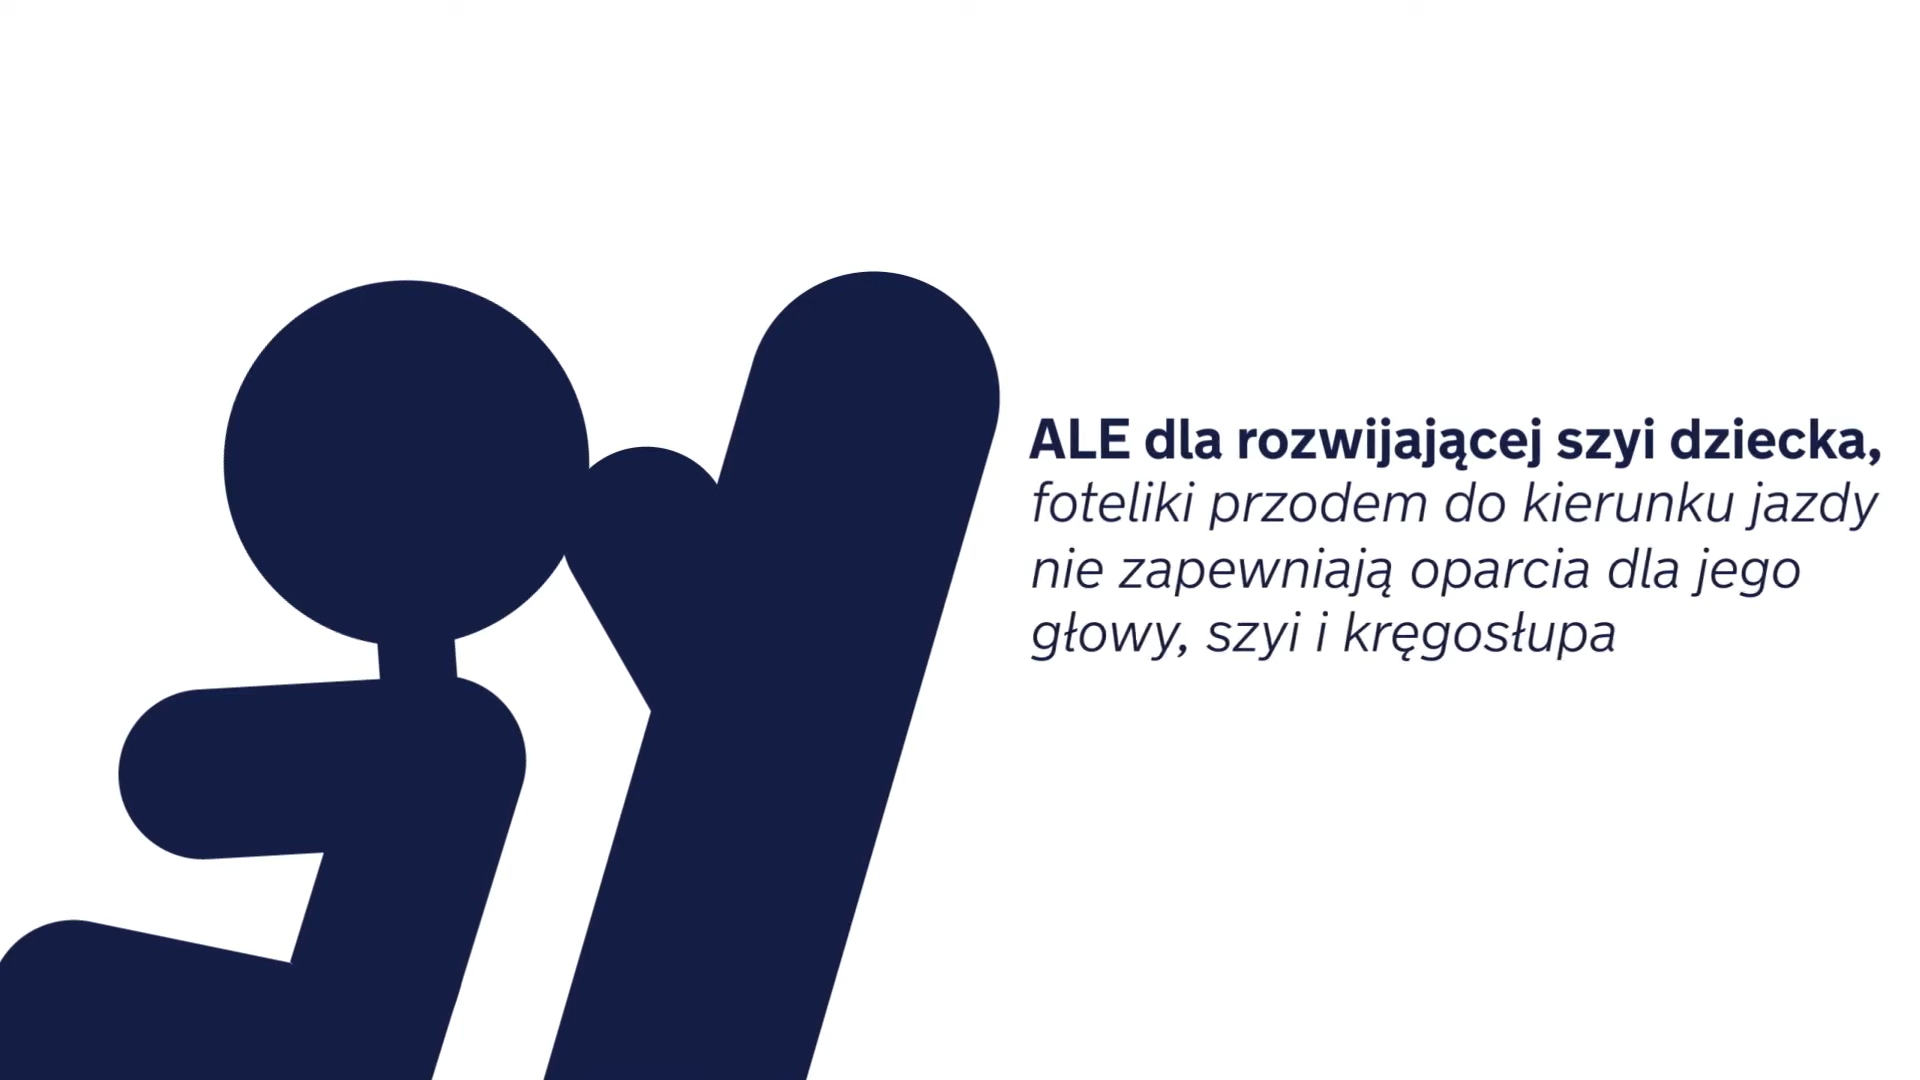 ALE dla rozwijającej szyi dziecka,
foteliki przodem do kierunku jazdy
nie zapewniają oparcia dla jego
głowy, szyi i kręgosłupa